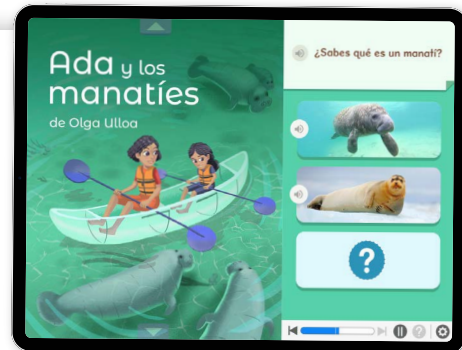 Ada y los
manatíes
de Olga Ulloa
¿Sabes qué es un manatí?
?